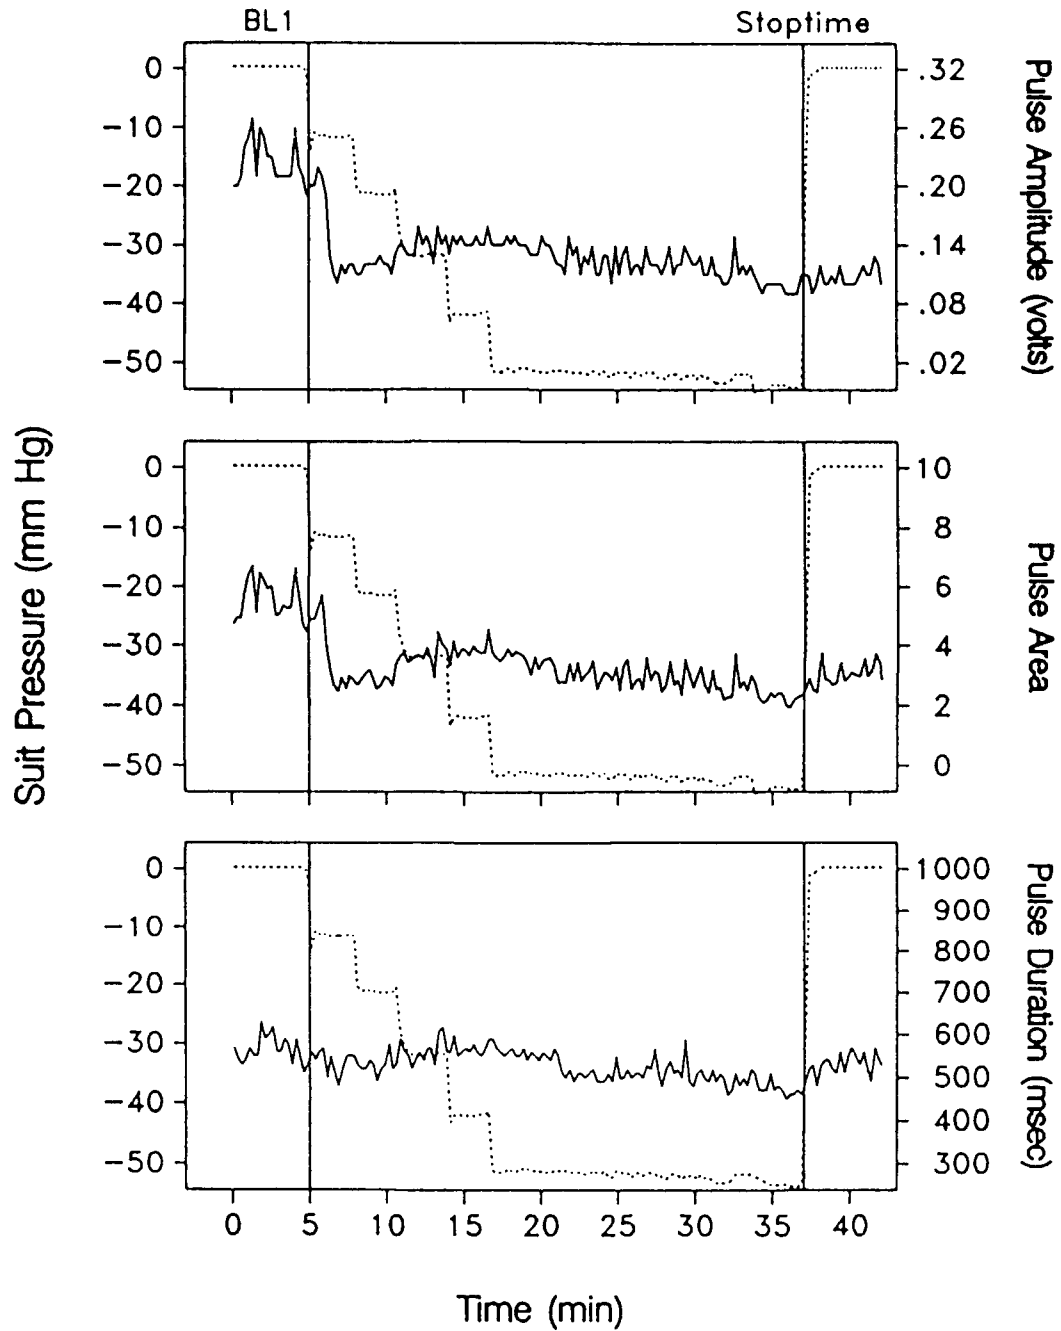 BL1 Stoptime
0 .32
-10 .26
-20 .20
-30 .14
-40 .08
-50 .02
Pulse Amplitude (volts)
Suit Pressure (mm Hg)
0 10
-10 8
-20 6
-30 4
-40 2
-50 0
Pulse Area
0 1000
900
-10 800
-20 700
-30 600
500
-40 400
-50 300
Pulse Duration (msec)
0 5 10 15 20 25 30 35 40
Time (min)